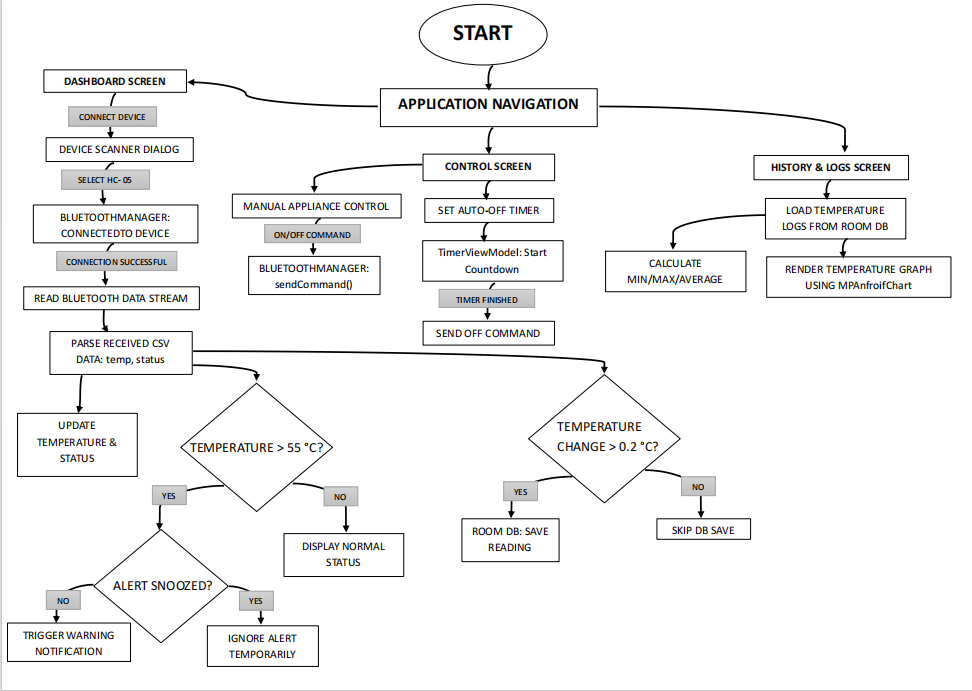 START
APPLICATION NAVIGATION
DASHBOARD SCREEN
CONNECT DEVICE
DEVICE SCANNER DIALOG
SELECT HC- 05
BLUETOOTHMANAGER:
CONNECTEDTO DEVICE
CONNECTION SUCCESSFUL
READ BLUETOOTH DATA STREAM
PARSE RECEIVED CSV
DATA: temp, status
UPDATE
TEMPERATURE &
STATUS
TEMPERATURE > 55 °C?
YES
NO
DISPLAY NORMAL
STATUS
ALERT SNOOZED?
NO
YES
TRIGGER WARNING
NOTIFICATION
IGNORE ALERT
TEMPORARILY
TEMPERATURE
CHANGE > 0.2 °C?
YES
NO
ROOM DB: SAVE
READING
SKIP DB SAVE
CONTROL SCREEN
MANUAL APPLIANCE CONTROL
ON/OFF COMMAND
BLUETOOTHMANAGER:
sendCommand()
SET AUTO-OFF TIMER
TimerViewModel: Start
Countdown
TIMER FINISHED
SEND OFF COMMAND
HISTORY & LOGS SCREEN
LOAD TEMPERATURE
LOGS FROM ROOM DB
CALCULATE
MIN/MAX/AVERAGE
RENDER TEMPERATURE GRAPH
USING MPAnfroifChart